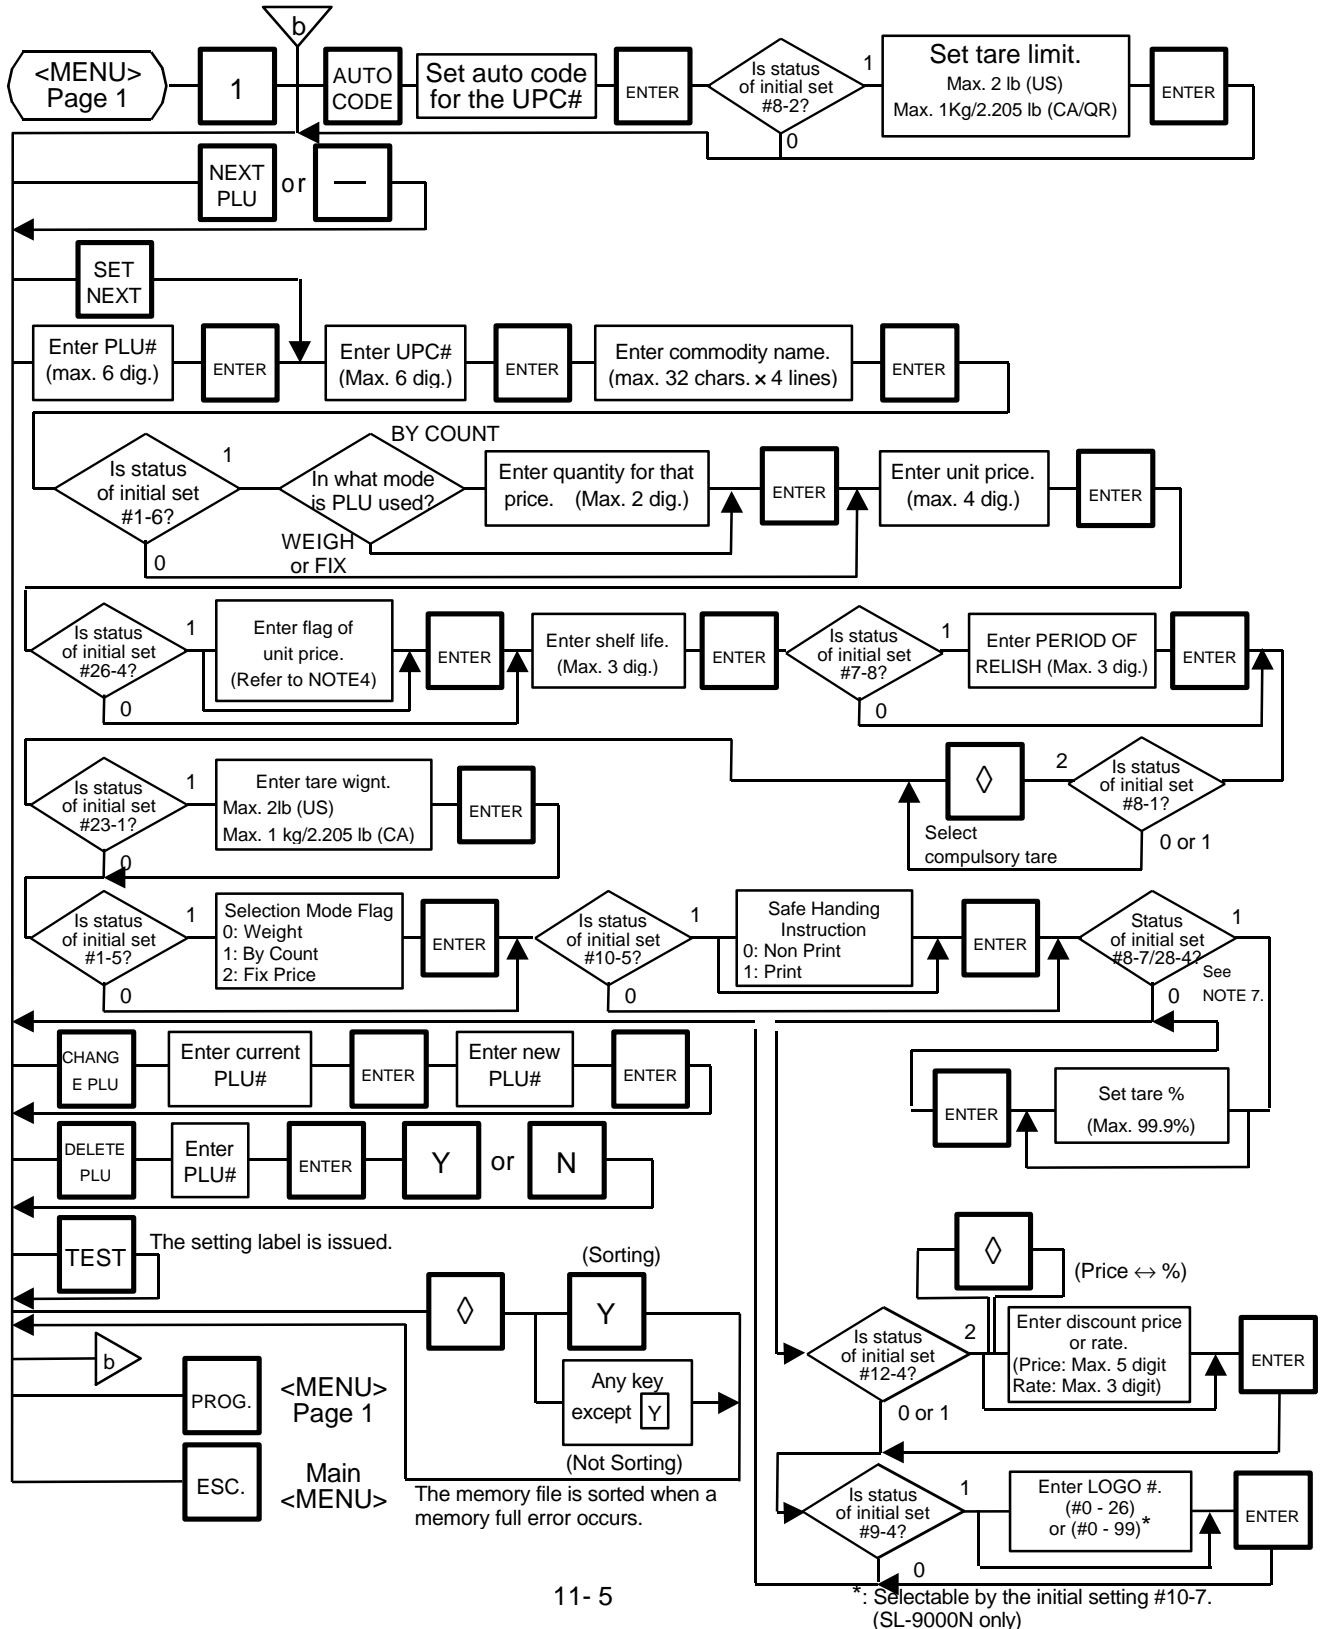 b
<MENU>
Page 1
1
AUTO
CODE
Set auto code
for the UPC#
ENTER
Is status
of initial set
#8-2?
1
0
Set tare limit.
Max. 2 lb (US)
Max. 1Kg/2.205 lb (CA/QR)
ENTER
NEXT
PLU
or
—
SET
NEXT
Enter PLU#
(max. 6 dig.)
ENTER
Enter UPC#
(Max. 6 dig.)
ENTER
Enter commodity name.
(max. 32 chars. × 4 lines)
ENTER
Is status
of initial set
#1-6?
1
0
In what mode
is PLU used?
BY COUNT
WEIGH
or FIX
Enter quantity for that
price. (Max. 2 dig.)
ENTER
Enter unit price.
(max. 4 dig.)
ENTER
Is status
of initial set
#26-4?
1
0
Enter flag of
unit price.
(Refer to NOTE4)
ENTER
Enter shelf life.
(Max. 3 dig.)
ENTER
Is status
of initial set
#7-8?
1
0
Enter PERIOD OF
RELISH (Max. 3 dig.)
ENTER
Is status
of initial set
#8-1?
2
0 or 1
◊
Select
compulsory tare
Is status
of initial set
#23-1?
1
0
Enter tare wignt.
Max. 2lb (US)
Max. 1 kg/2.205 lb (CA)
ENTER
Is status
of initial set
#1-5?
1
0
Selection Mode Flag
0: Weight
1: By Count
2: Fix Price
ENTER
Is status
of initial set
#10-5?
1
0
Safe Handing
Instruction
0: Non Print
1: Print
ENTER
Status
of initial set
#8-7/28-4?
1
0
See
NOTE 7.
CHANG
E PLU
Enter current
PLU#
ENTER
Enter new
PLU#
ENTER
ENTER
Set tare %
(Max. 99.9%)
DELETE
PLU
Enter
PLU#
ENTER
Y
or
N
TEST
The setting label is issued.
◊
(Sorting)
Y
Any key
except Y
(Not Sorting)
The memory file is sorted when a
memory full error occurs.
b
PROG.
<MENU>
Page 1
ESC.
Main
<MENU>
◊
(Price ↔ %)
Is status
of initial set
#12-4?
2
0 or 1
Enter discount price
or rate.
(Price: Max. 5 digit
Rate: Max. 3 digit)
ENTER
Is status
of initial set
#9-4?
1
0
Enter LOGO #.
(#0 - 26)
or (#0 - 99)*
ENTER
*: Selectable by the initial setting #10-7.
(SL-9000N only)
11- 5